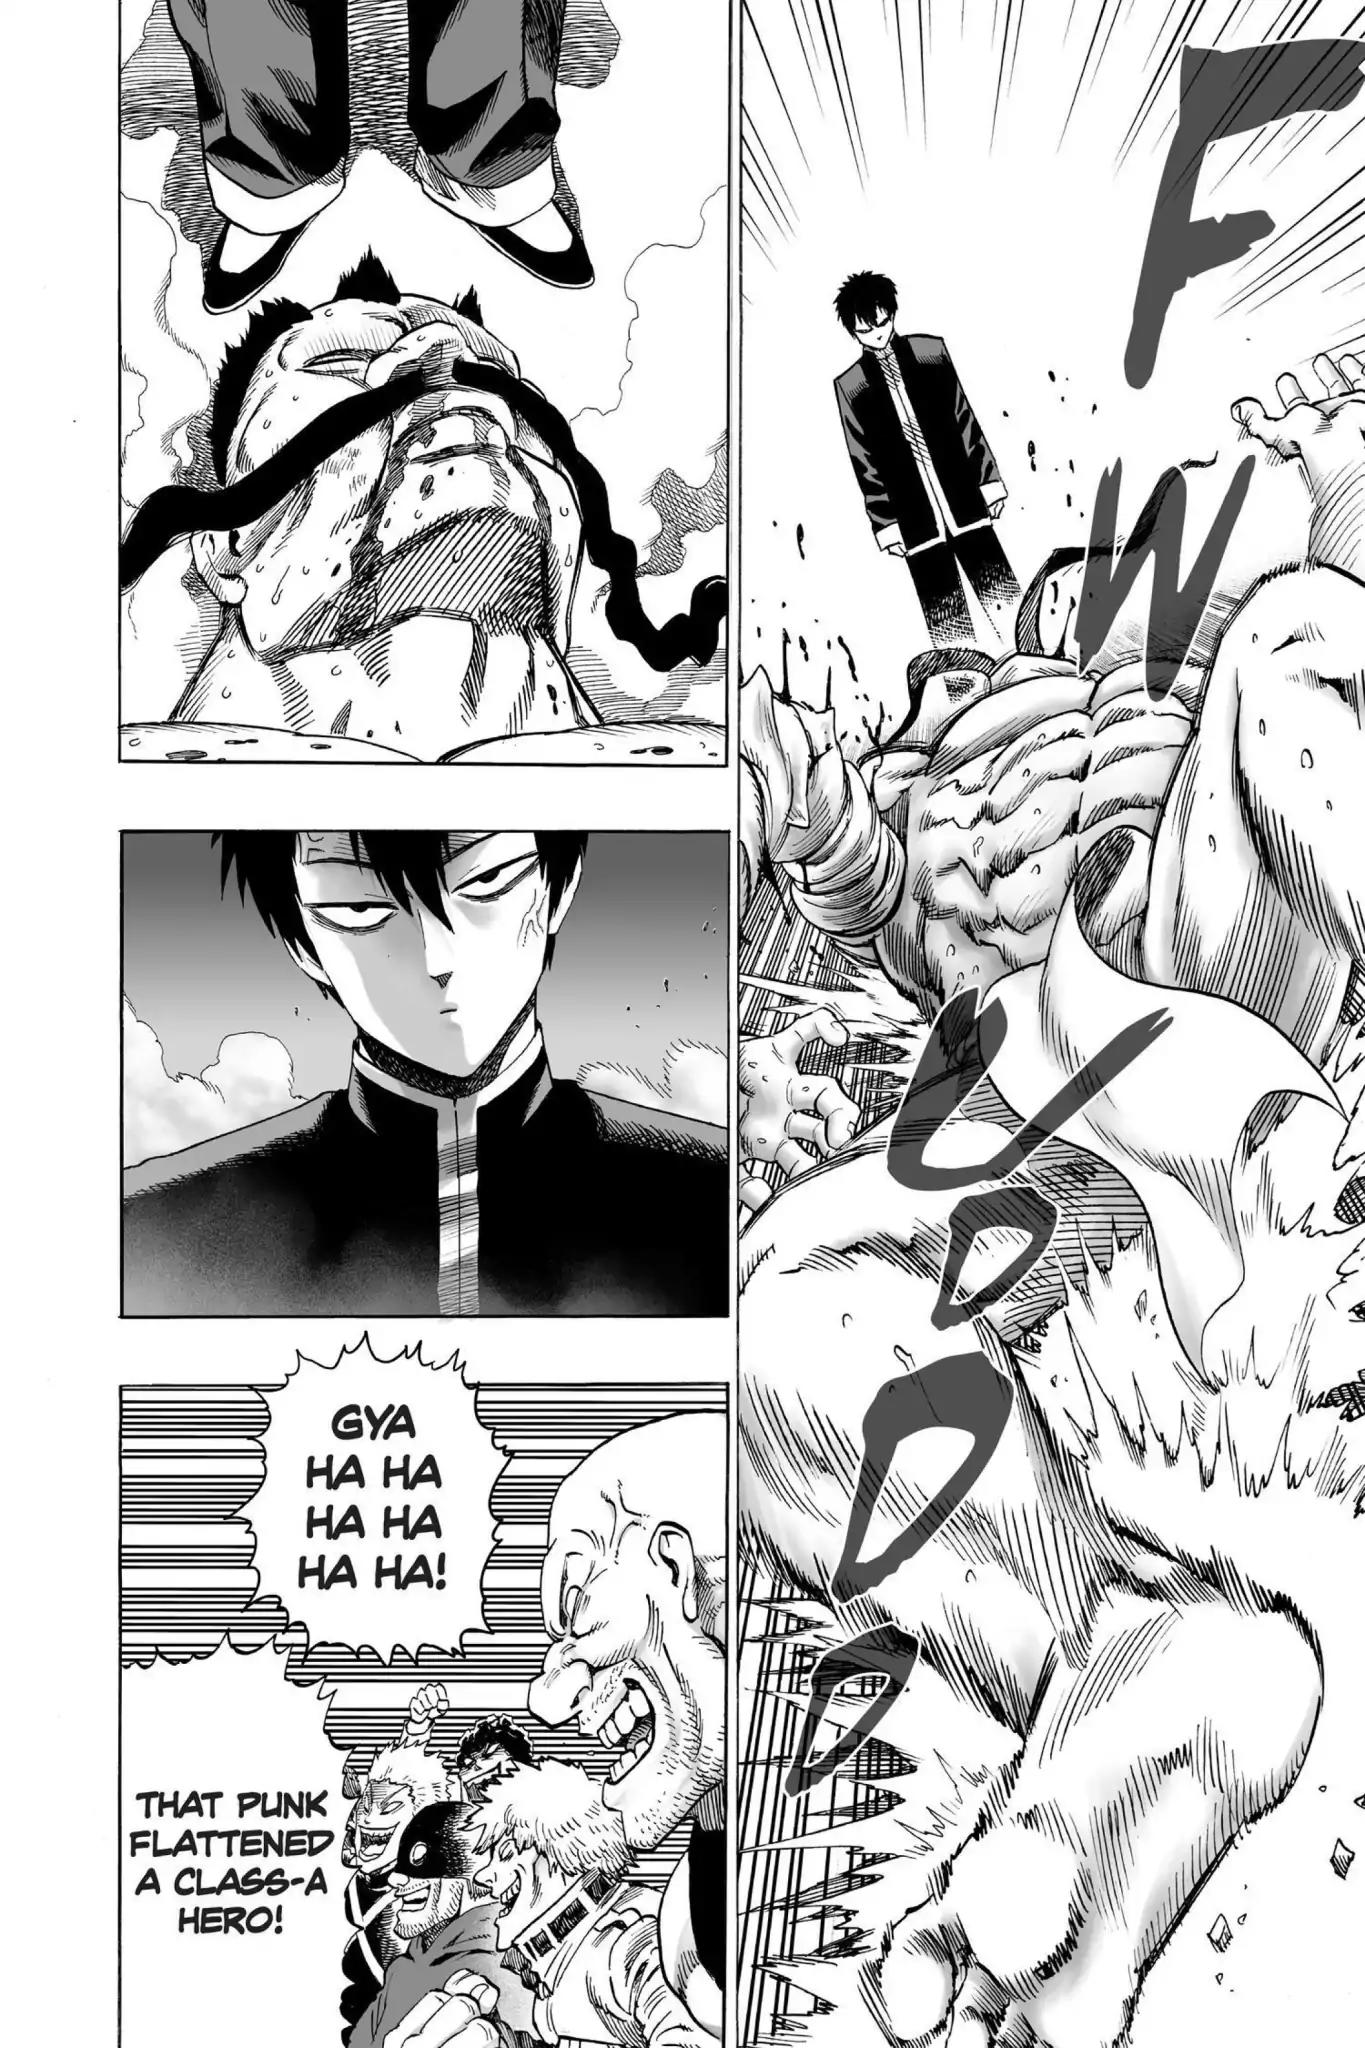 FWUDDD
GYA
HA HA
HA HA
HA HA!
THAT PUNK
FLATTENED
A CLASS-A
HERO!